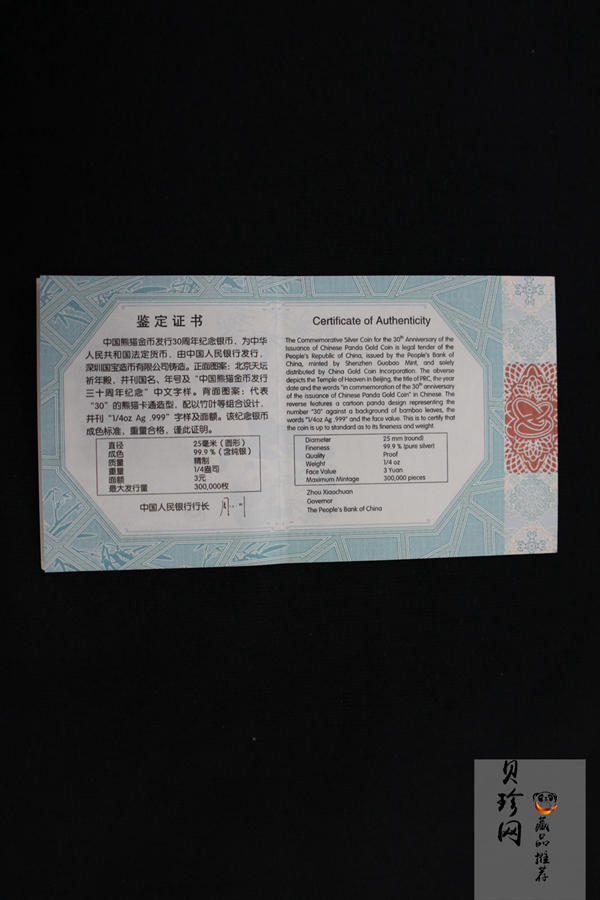 鉴定证书
中国熊猫金币发行30周年纪念银币，为中华
人民共和国法定货币，由中国人民银行发行，
深圳国宝造币有限公司铸造。正面图案：北京天坛
祈年殿，并刊国名、年号及“中国熊猫金币发行
三十周年纪念”中文字样。背面图案：代表
“30”的熊猫卡通造型，配以竹叶等组合设计，
并刊“1/4oz Ag .999”字样及面额。该纪念银币
成色标准，重量合格，谨此证明。
直径 25毫米（圆形）
成色 99.9％（含纯银）
质量 精制
重量 1/4盎司
面额 3元
最大发行量 300,000枚
中国人民银行行长
Certificate of Authenticity
The Commemorative Silver Coin for the 30th Anniversary of the
Issuance of Chinese Panda Gold Coin is legal tender of the
People's Republic of China, issued by the People's Bank of
China, minted by Shenzhen Guobao Mint, and solely
distributed by China Gold Coin Incorporation. The obverse
depicts the Temple of Heaven in Beijing, the title of PRC, the year
date and the words "in commemoration of the 30th anniversary
of the issuance of Chinese Panda Gold Coin" in Chinese. The
reverse features a cartoon panda design representing the
number "30" against a background of bamboo leaves, the
words "1/4oz Ag .999" and the face value. This is to certify that
the coin is up to standard as to its fineness and weight.
Diameter 25 mm (round)
Fineness 99.9 % (pure silver)
Quality Proof
Weight 1/4 oz
Face Value 3 Yuan
Maximum Mintage 300,000 pieces
Zhou Xiaochuan
Governor
The People's Bank of China
贝珍网
藏品推荐